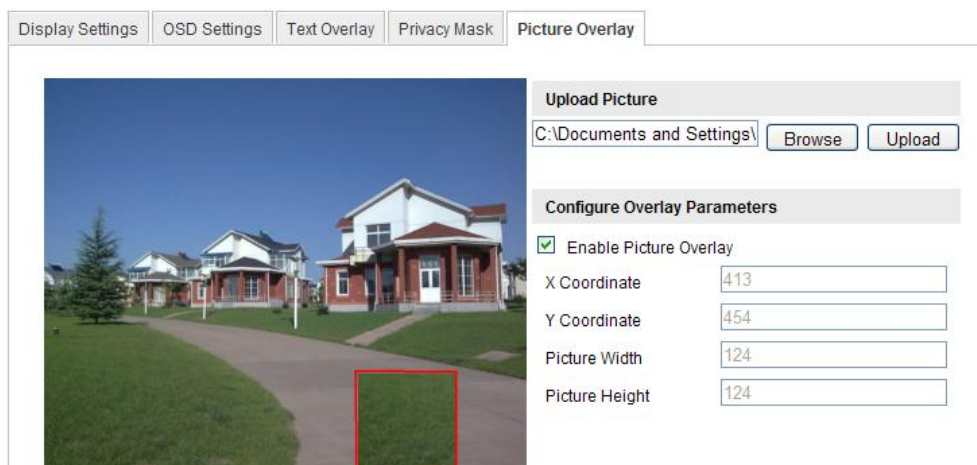 Display Settings
OSD Settings
Text Overlay
Privacy Mask
Picture Overlay
Upload Picture
C:\Documents and Settings\
Browse
Upload
Configure Overlay Parameters
Enable Picture Overlay
X Coordinate 413
Y Coordinate 454
Picture Width 124
Picture Height 124